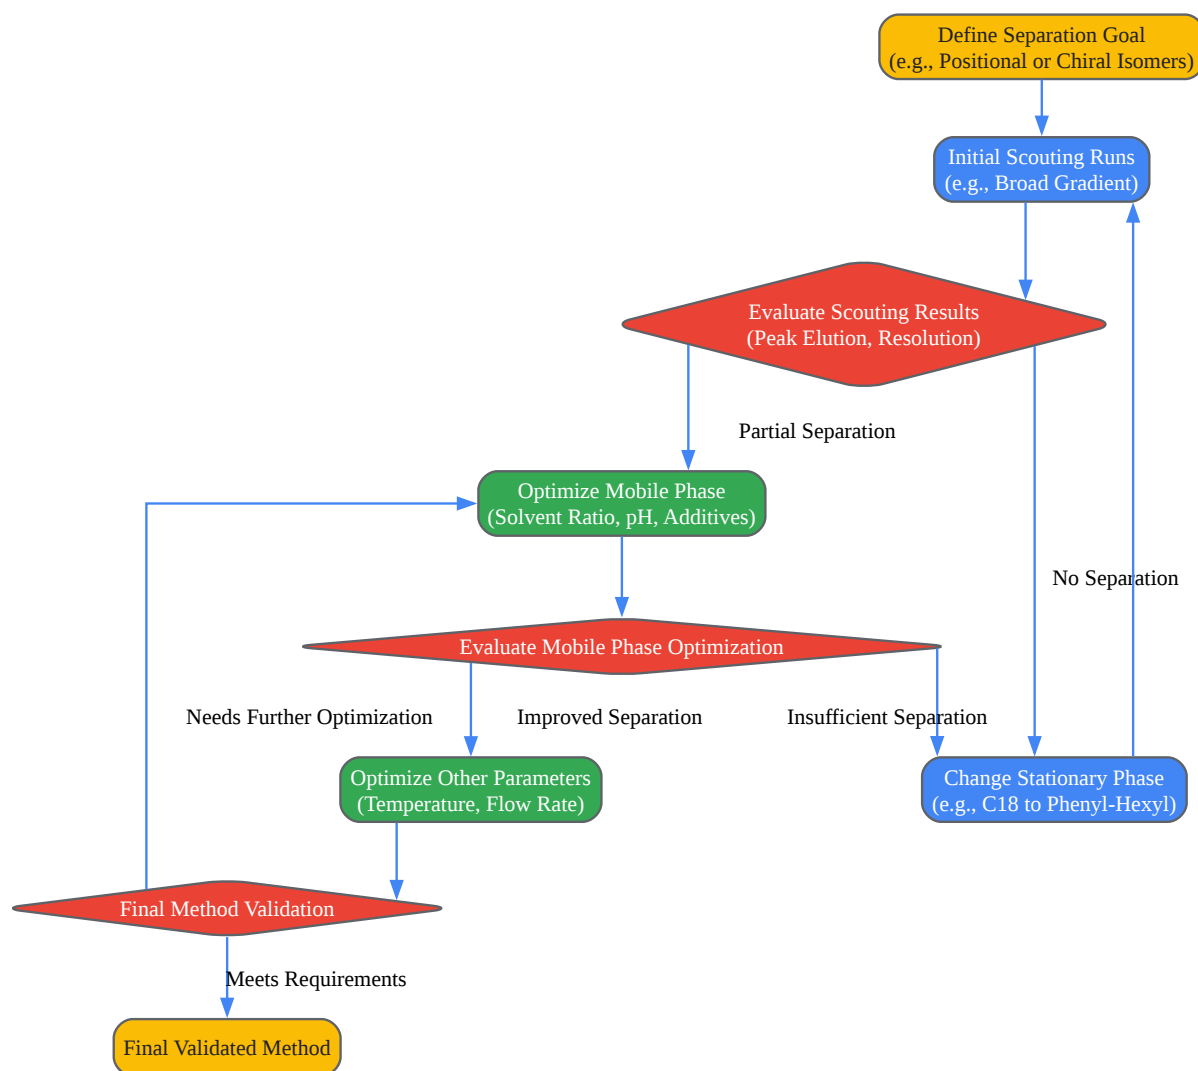 Define Separation Goal
(e.g., Positional or Chiral Isomers)
Initial Scouting Runs
(e.g., Broad Gradient)
Evaluate Scouting Results
(Peak Elution, Resolution)
Partial Separation
Optimize Mobile Phase
(Solvent Ratio, pH, Additives)
No Separation
Evaluate Mobile Phase Optimization
Needs Further Optimization
Improved Separation
Insufficient Separation
Optimize Other Parameters
(Temperature, Flow Rate)
Change Stationary Phase
(e.g., C18 to Phenyl-Hexyl)
Final Method Validation
Meets Requirements
Final Validated Method